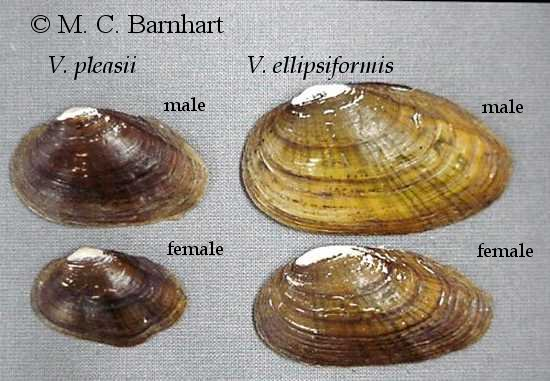 © M. C. Barnhart
V. pleasii
V. ellipsiformis
male
male
female
female